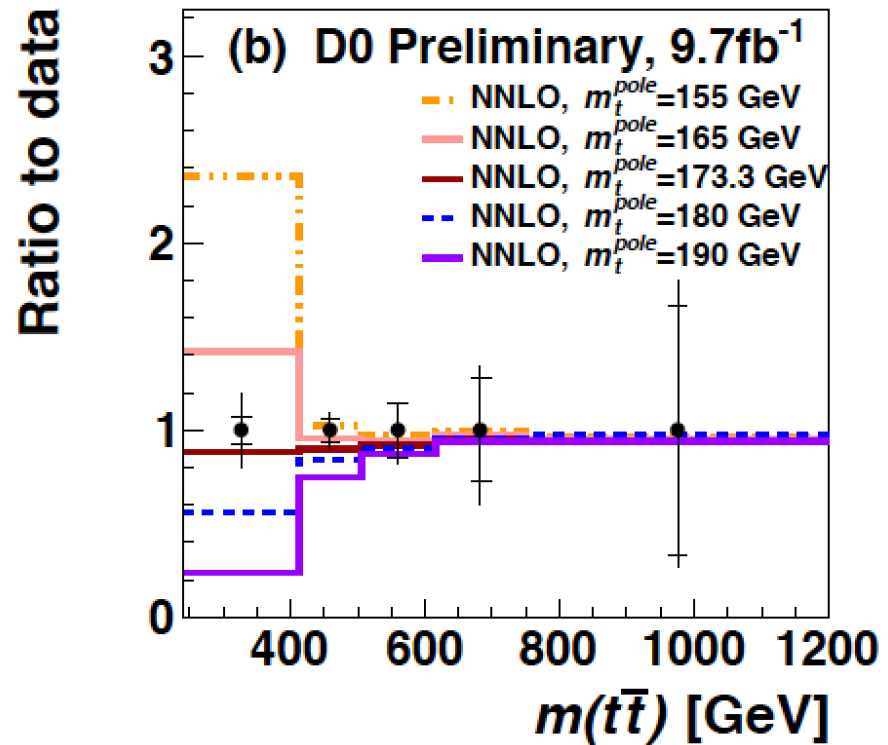 (b) D0 Preliminary, 9.7fb-1
Ratio to data
NNLO, m_t^pole=155 GeV
NNLO, m_t^pole=165 GeV
NNLO, m_t^pole=173.3 GeV
NNLO, m_t^pole=180 GeV
NNLO, m_t^pole=190 GeV
3
2
1
0
400 600 800 1000 1200
m(tt̄) [GeV]